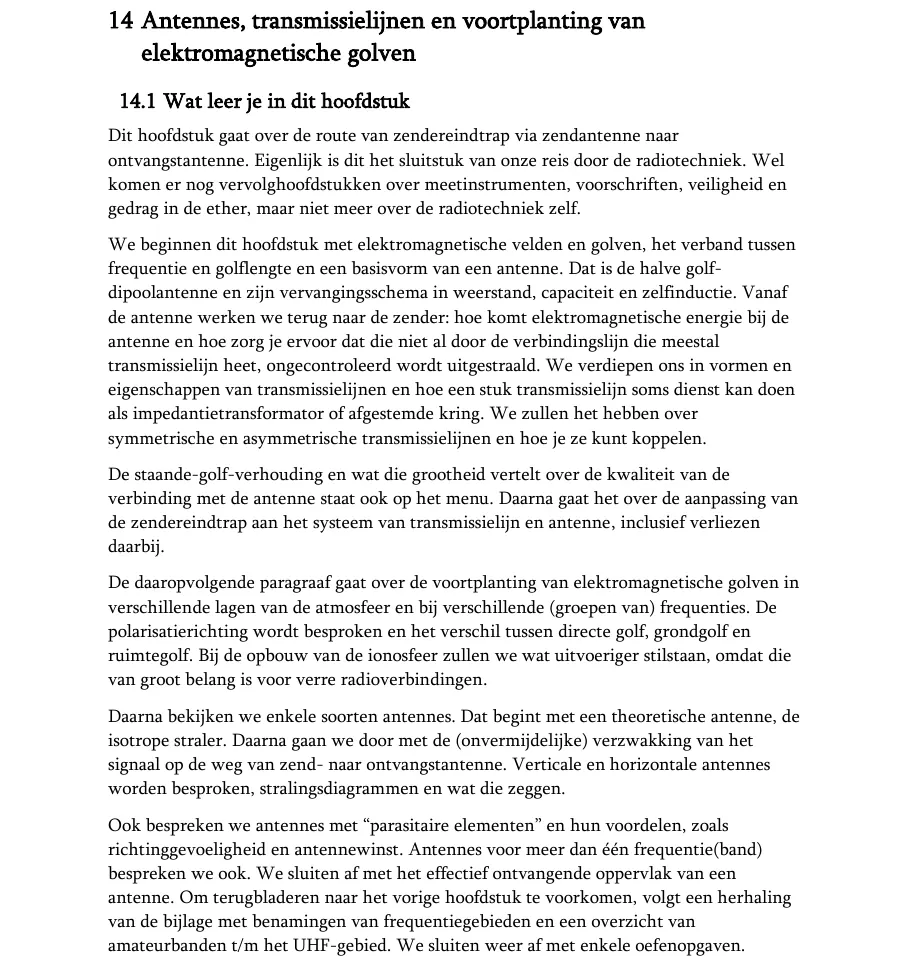 14 Antennes, transmissielijnen en voortplanting van
elektromagnetische golven
14.1 Wat leer je in dit hoofdstuk
Dit hoofdstuk gaat over de route van zendereindtrap via zendantenne naar
ontvangstantenne. Eigenlijk is dit het sluitstuk van onze reis door de radiotechniek. Wel
komen er nog vervolghoofdstukken over meetinstrumenten, voorschriften, veiligheid en
gedrag in de ether, maar niet meer over de radiotechniek zelf.
We beginnen dit hoofdstuk met elektromagnetische velden en golven, het verband tussen
frequentie en golflengte en een basisvorm van een antenne. Dat is de halve golf-
dipoolantenne en zijn vervangingsschema in weerstand, capaciteit en zelfinductie. Vanaf
de antenne werken we terug naar de zender: hoe komt elektromagnetische energie bij de
antenne en hoe zorg je ervoor dat die niet al door de verbindingslijn die meestal
transmissielijn heet, ongecontroleerd wordt uitgestraald. We verdiepen ons in vormen en
eigenschappen van transmissielijnen en hoe een stuk transmissielijn soms dienst kan doen
als impedantietransformator of afgestemde kring. We zullen het hebben over
symmetrische en asymmetrische transmissielijnen en hoe je ze kunt koppelen.
De staande-golf-verhouding en wat die grootheid vertelt over de kwaliteit van de
verbinding met de antenne staat ook op het menu. Daarna gaat het over de aanpassing van
de zendereindtrap aan het systeem van transmissielijn en antenne, inclusief verliezen
daarbij.
De daaropvolgende paragraaf gaat over de voortplanting van elektromagnetische golven in
verschillende lagen van de atmosfeer en bij verschillende (groepen van) frequenties. De
polarisatierichting wordt besproken en het verschil tussen directe golf, grondgolf en
ruimtegolf. Bij de opbouw van de ionosfeer zullen we wat uitvoeriger stilstaan, omdat die
van groot belang is voor verre radioverbindingen.
Daarna bekijken we enkele soorten antennes. Dat begint met een theoretische antenne, de
isotrope straler. Daarna gaan we door met de (onvermijdelijke) verzwakking van het
signaal op de weg van zend- naar ontvangstantenne. Verticale en horizontale antennes
worden besproken, stralingsdiagrammen en wat die zeggen.
Ook bespreken we antennes met “parasitaire elementen” en hun voordelen, zoals
richtinggevoeligheid en antennewinst. Antennes voor meer dan één frequentie(band)
bespreken we ook. We sluiten af met het effectief ontvangende oppervlak van een
antenne. Om terugbladeren naar het vorige hoofdstuk te voorkomen, volgt een herhaling
van de bijlage met benamingen van frequentiegebieden en een overzicht van
amateurbanden t/m het UHF-gebied. We sluiten weer af met enkele oefenopgaven.